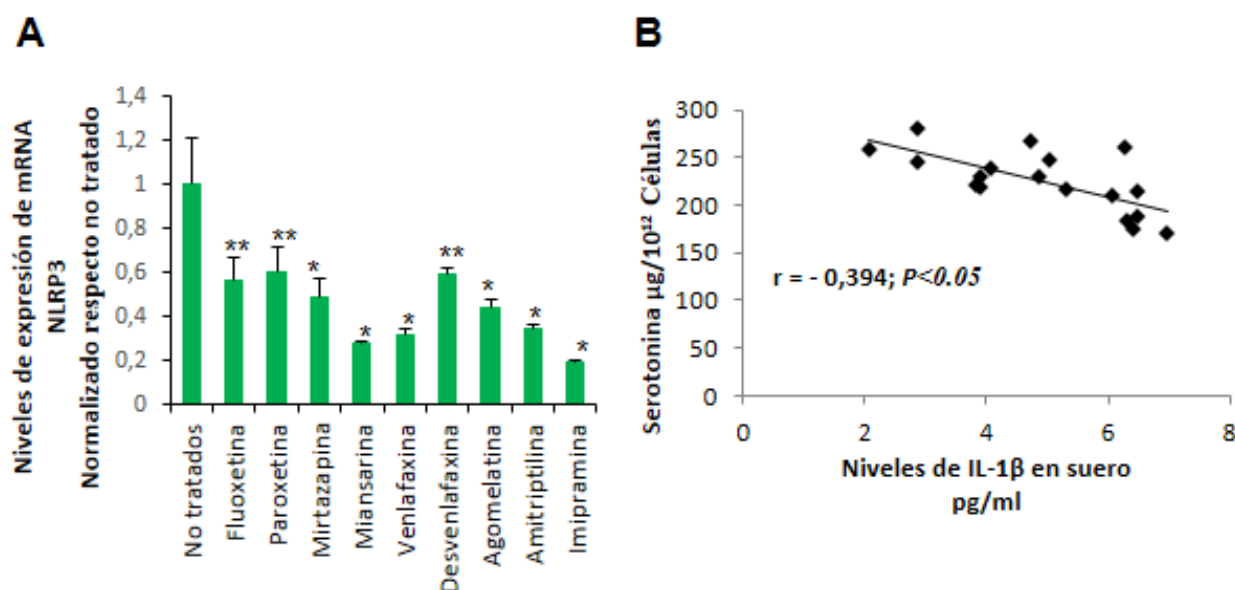 A
Niveles de expresión de mRNA
NLRP3
Normalizado respecto no tratado
1,4
1,2
1
0,8
0,6
0,4
0,2
0
**
**
*
*
*
**
*
*
*
No tratados
Fluoxetina
Paroxetina
Mirtazapina
Miansarina
Venlafaxina
Desvenlafaxina
Agomelatina
Amitriptilina
Imipramina
B
Serotonina µg/10¹² Células
300
250
200
150
100
50
0
r = - 0,394; P<0.05
0
2
4
6
8
Niveles de IL-1β en suero
pg/ml